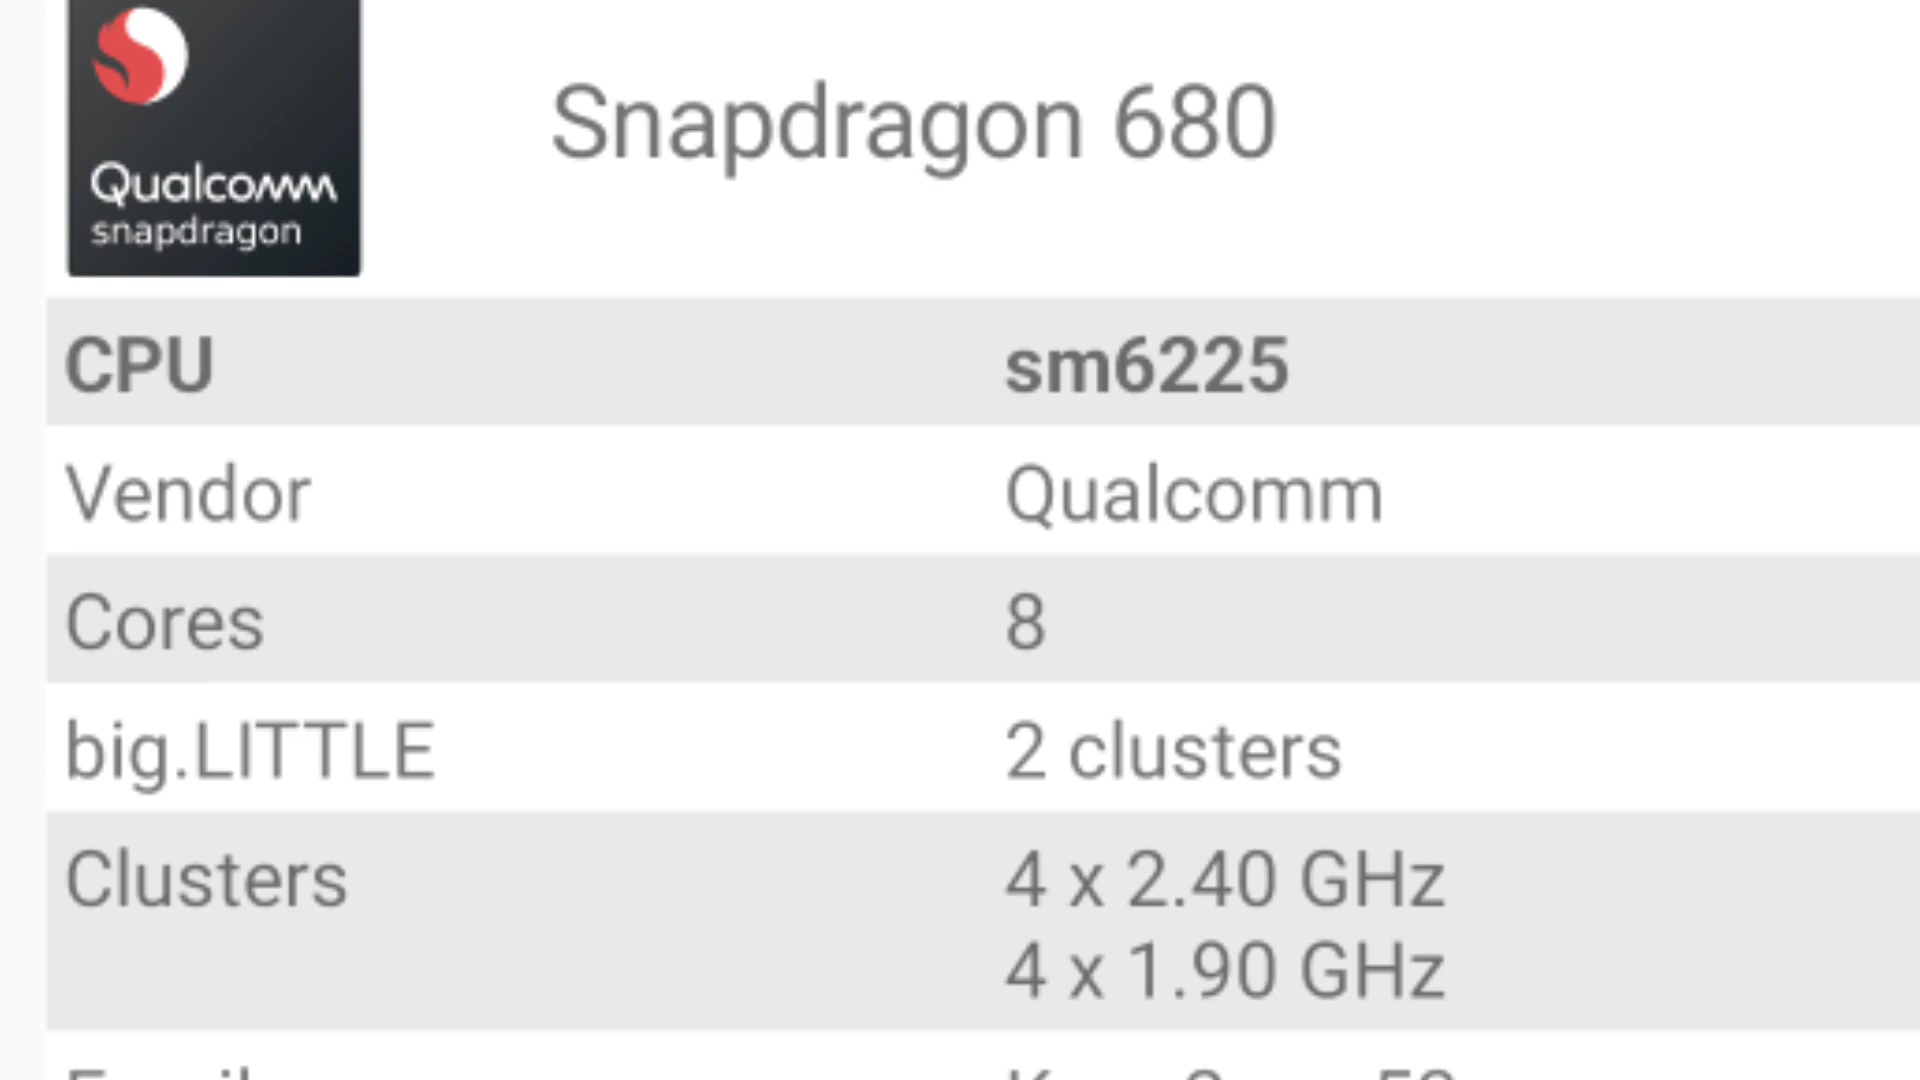 Qualcomm
snapdragon
Snapdragon 680
CPU sm6225
Vendor Qualcomm
Cores 8
big.LITTLE 2 clusters
Clusters 4 x 2.40 GHz
4 x 1.90 GHz